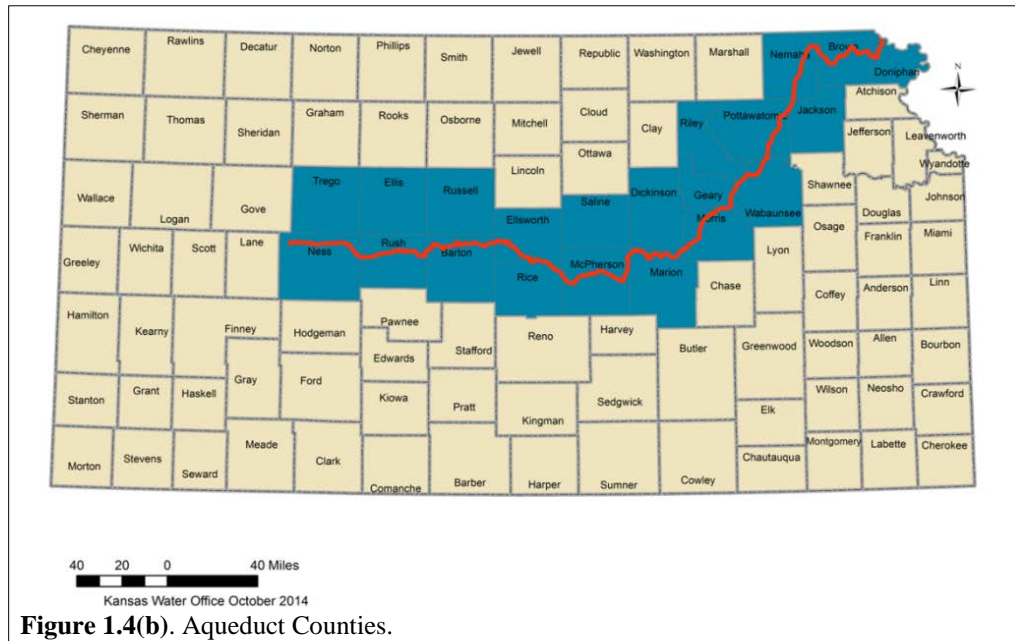 Cheyenne
Rawlins
Decatur
Norton
Phillips
Smith
Jewell
Republic
Washington
Marshall
Nemaha
Brown
Doniphan
N
Atchison
Sherman
Thomas
Sheridan
Graham
Rooks
Osborne
Mitchell
Cloud
Clay
Riley
Pottawatomie
Jackson
Jefferson
Leavenworth
Wyandotte
Lincoln
Ottawa
Wallace
Logan
Gove
Trego
Ellis
Russell
Ellsworth
Saline
Dickinson
Geary
Morris
Wabaunsee
Shawnee
Douglas
Johnson
Greeley
Wichita
Scott
Lane
Ness
Rush
Barton
Rice
McPherson
Marion
Chase
Lyon
Osage
Franklin
Miami
Hamilton
Kearny
Finney
Hodgeman
Pawnee
Stafford
Reno
Harvey
Butler
Greenwood
Coffey
Anderson
Linn
Edwards
Woodson
Allen
Bourbon
Stanton
Grant
Haskell
Gray
Ford
Kiowa
Pratt
Kingman
Sedgwick
Elk
Wilson
Neosho
Crawford
Morton
Stevens
Seward
Meade
Clark
Comanche
Barber
Harper
Sumner
Cowley
Chautauqua
Montgomery
Labette
Cherokee
40 20 0 40 Miles
Kansas Water Office October 2014
Figure 1.4(b). Aqueduct Counties.